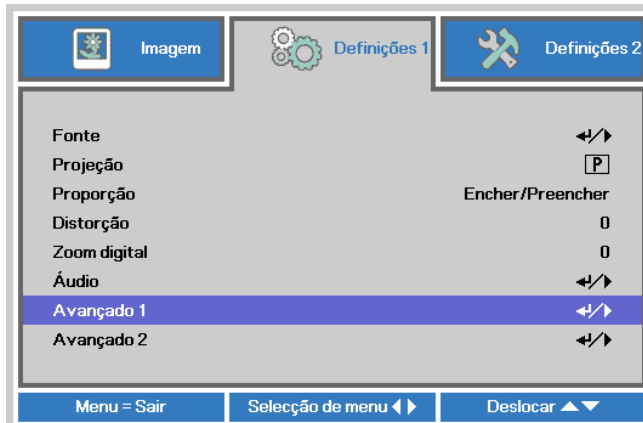 Imagem
Definições 1
Definições 2
Fonte
Projeção P
Proporção Encher/Preencher
Distorção 0
Zoom digital 0
Áudio
Avançado 1
Avançado 2
Menu = Sair
Selecção de menu
Deslocar